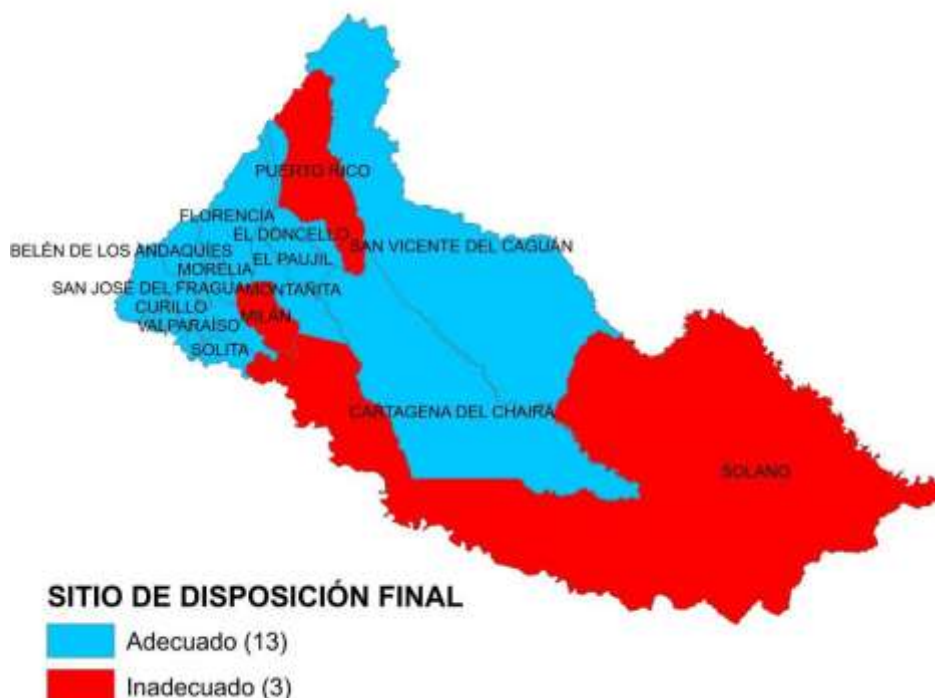 PUERTO RICO
FLORENCIA
EL DONCELLO
SAN VICENTE DEL CAGUÁN
BELÉN DE LOS ANDAQUÍES
EL PAUJIL
MORELIA
SAN JOSÉ DEL FRAGUA
MONTAÑITA
CURILLO
MILÁN
VALPARAÍSO
SOLITA
CARTAGENA DEL CHAIRÁ
SOLANO
SITIO DE DISPOSICIÓN FINAL
Adecuado (13)
Inadecuado (3)